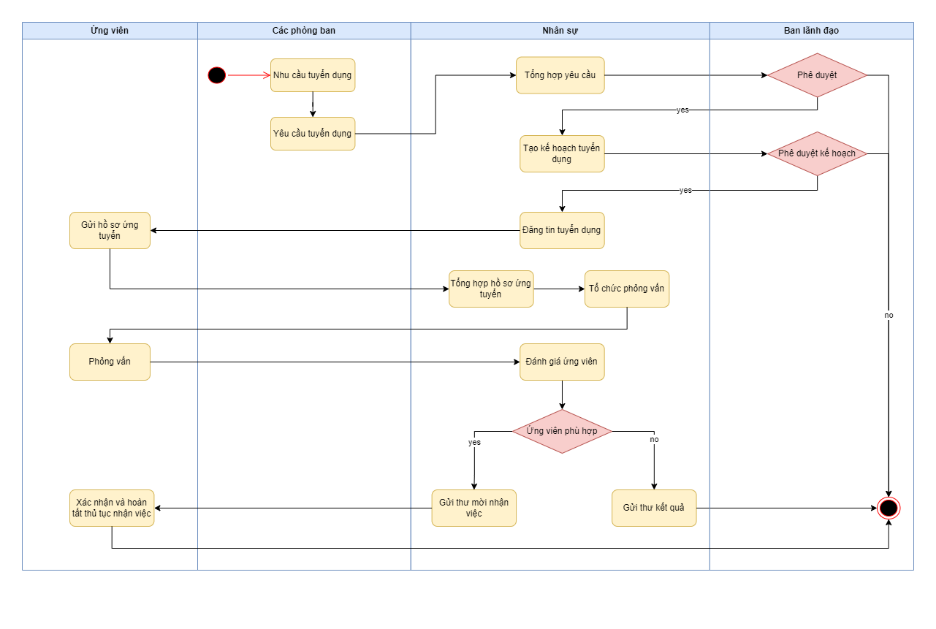 Ứng viên
Các phòng ban
Nhân sự
Ban lãnh đạo
Nhu cầu tuyển dụng
Tổng hợp yêu cầu
Phê duyệt
yes
Yêu cầu tuyển dụng
Tạo kế hoạch tuyển
dụng
Phê duyệt kế hoạch
yes
Gửi hồ sơ ứng
tuyển
Đăng tin tuyển dụng
Tổng hợp hồ sơ ứng
tuyển
Tổ chức phỏng vấn
no
Phỏng vấn
Đánh giá ứng viên
Ứng viên phù hợp
yes
no
Xác nhận và hoàn
tất thủ tục nhận việc
Gửi thư mời nhận
việc
Gửi thư kết quả